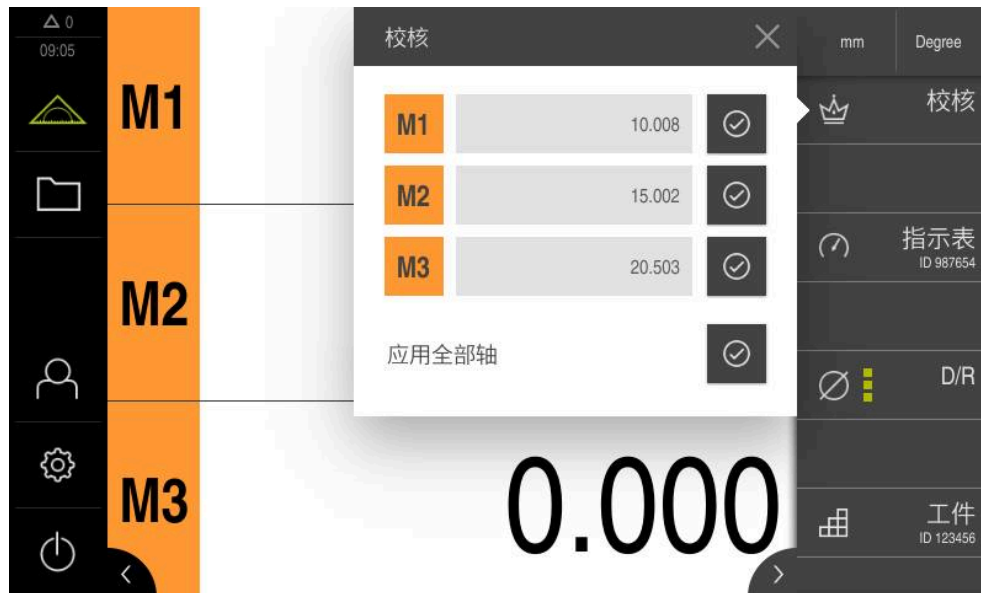 0
09:05
M1
M2
M3
0.000
校核
M1
10.008
M2
15.002
M3
20.503
应用全部轴
mm
Degree
校核
指示表
ID 987654
D/R
工件
ID 123456